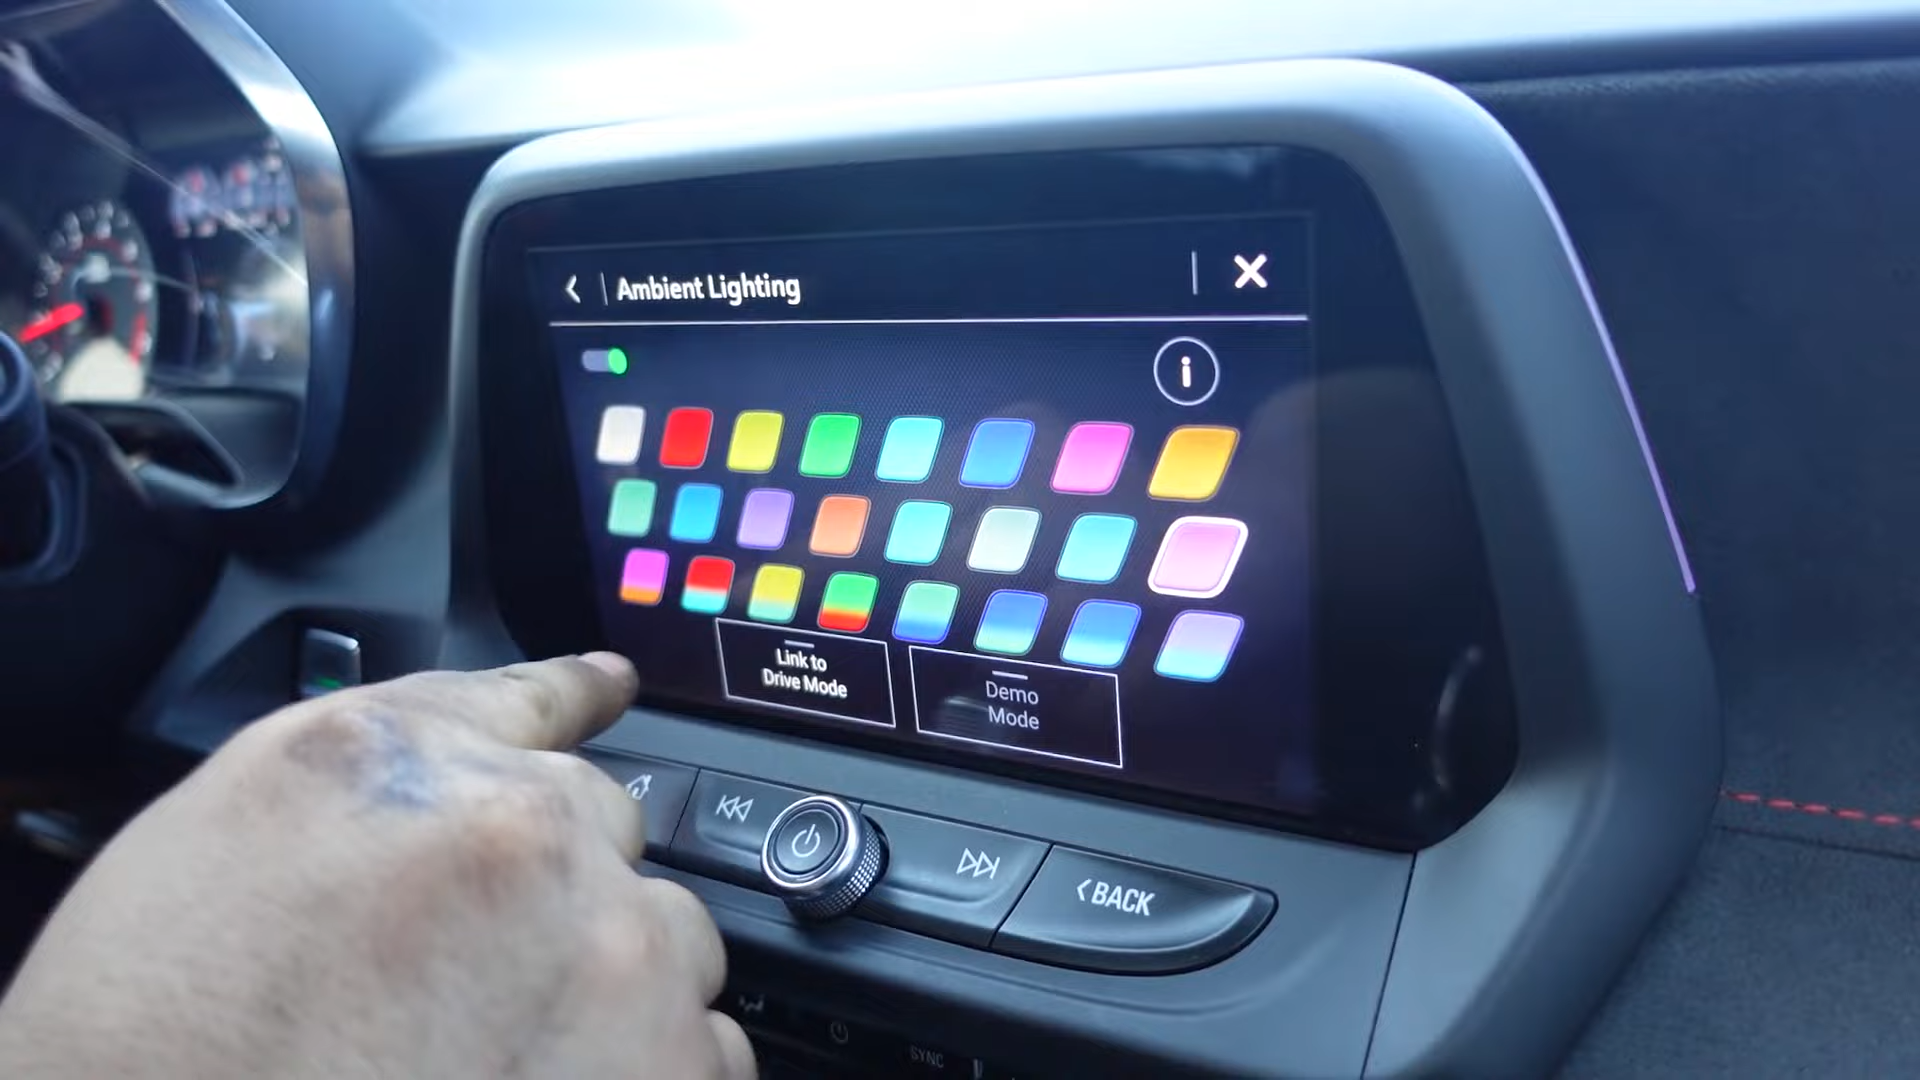 Ambient Lighting
i
Link to
Drive Mode
Demo
Mode
BACK
SYNC